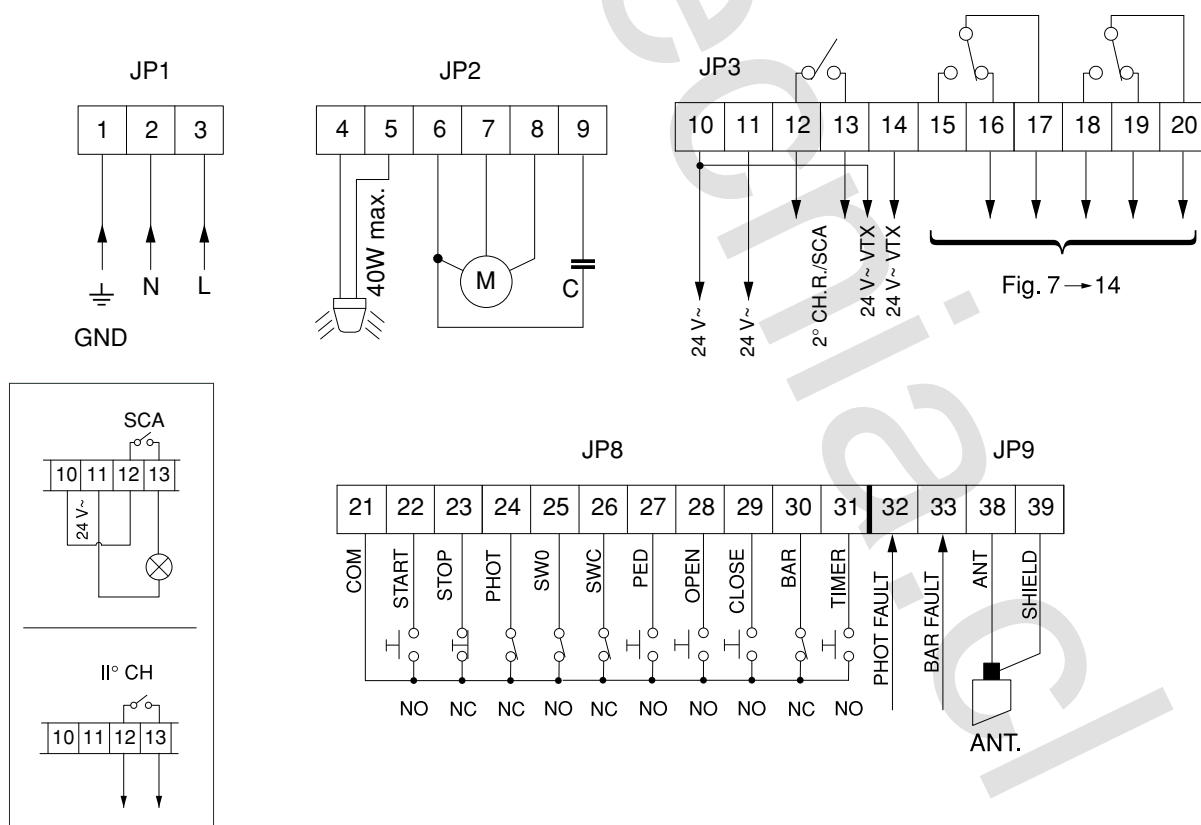 JP1
1 2 3
N L
GND
JP2
4 5 6 7 8 9
40W max.
M
C
JP3
10 11 12 13 14 15 16 17 18 19 20
24 V~
24 V~
2° CH.R./SCA
24 V~ VTX
24 V~ VTX
Fig. 7→14
SCA
10 11 12 13
24 V~
II° CH
10 11 12 13
JP8
JP9
21 22 23 24 25 26 27 28 29 30 31 32 33 38 39
COM
START
STOP
PHOT
SW0
SWC
PED
OPEN
CLOSE
BAR
TIMER
PHOT FAULT
BAR FAULT
ANT
SHIELD
NO NC NC NO NC NO NO NO NC NO
ANT.